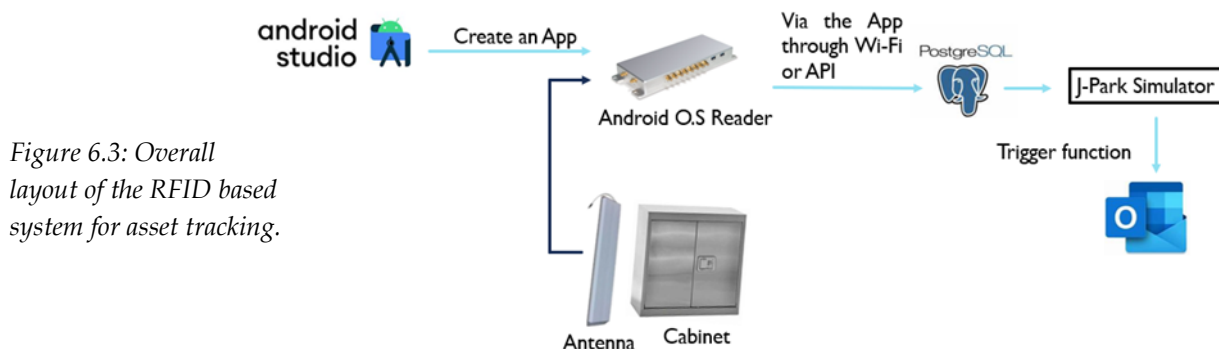 android
studio
Create an App
Android O.S Reader
Via the App
through Wi-Fi
or API
PostgreSQL
J-Park Simulator
Trigger function
O
Antenna
Cabinet
Figure 6.3: Overall
layout of the RFID based
system for asset tracking.